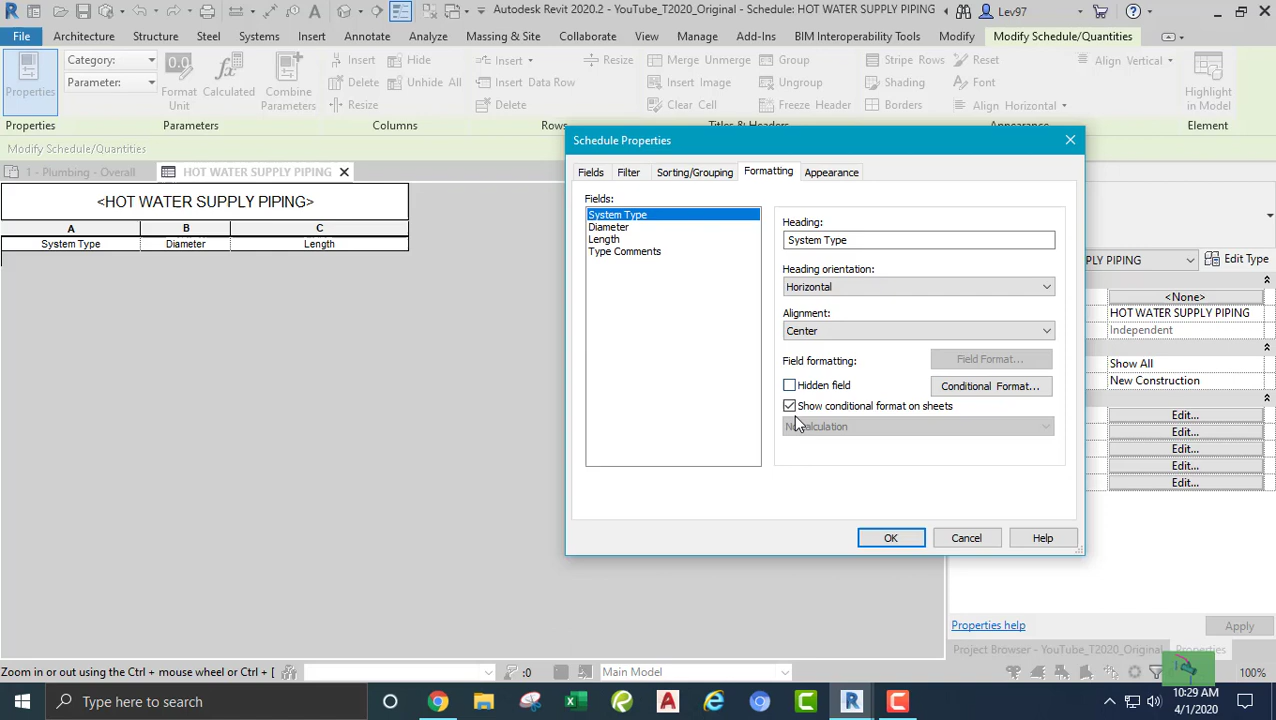 Autodesk Revit 2020.2 - YouTube_T2020_Original - Schedule: HOT WATER SUPPLY PIPING
Lev97
File Architecture Structure Steel Systems Insert Annotate Analyze Massing & Site Collaborate View Manage Add-Ins BIM Interoperability Tools Modify Modify Schedule/Quantities
Category: Insert Hide Insert Resize Merge Unmerge Group Stripe Rows Reset Align Vertical
Parameter: Delete Unhide All Insert Data Row Insert Image Ungroup Shading Font
Properties Format Unit Calculated Combine Parameters Resize Delete Clear Cell Freeze Header Borders Align Horizontal Highlight in Model
Properties Parameters Columns Rows Titles & Headers Appearance Element
Modify Schedule/Quantities
1 - Plumbing - Overall HOT WATER SUPPLY PIPING
<HOT WATER SUPPLY PIPING>
A B C
System Type Diameter Length
Schedule Properties
Fields Filter Sorting/Grouping Formatting Appearance
Fields:
System Type
Diameter
Length
Type Comments
Heading:
System Type
Heading orientation:
Horizontal
Alignment:
Center
Field formatting: Field Format...
Hidden field Conditional Format...
Show conditional format on sheets
OK Cancel Help
PLY PIPING Edit Type
<None>
HOT WATER SUPPLY PIPING
Independent
Show All
New Construction
Edit...
Edit...
Edit...
Edit...
Edit...
Properties help Apply
Project Browser - YouTube_T2020_Original Properties
Zoom in or out using the Ctrl + mouse wheel or Ctrl + [ :0 Main Model 100%
Type here to search
10:29 AM
4/1/2020